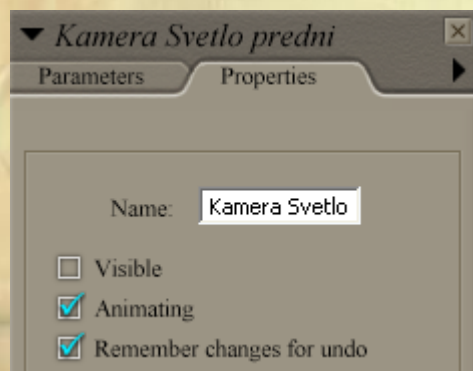 Kamera Svetlo predni
Parameters Properties
Name: Kamera Svetlo
Visible
Animating
Remember changes for undo